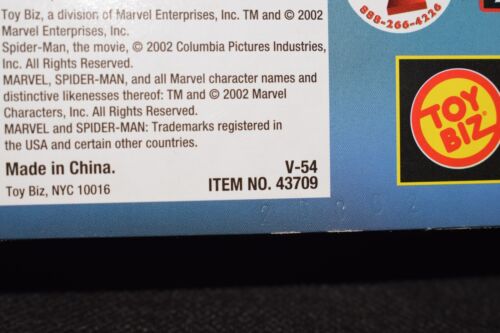 Toy Biz, a division of Marvel Enterprises, Inc. TM and © 2002
Marvel Enterprises, Inc.
Spider-Man, the movie, © 2002 Columbia Pictures Industries,
Inc. All Rights Reserved.
MARVEL, SPIDER-MAN, and all Marvel character names and
distinctive likenesses thereof: TM and © 2002 Marvel
Characters, Inc. All Rights Reserved.
MARVEL and SPIDER-MAN: Trademarks registered in
the USA and certain other countries.
Made in China.
Toy Biz, NYC 10016
V-54
ITEM NO. 43709
888-266-4226
TOY
BIZ